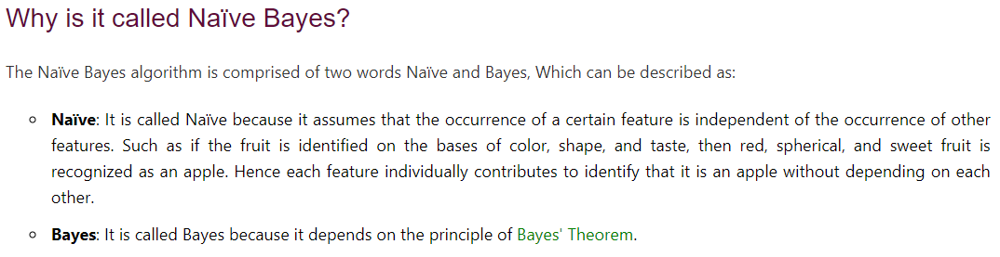 Why is it called Naïve Bayes?
The Naïve Bayes algorithm is comprised of two words Naïve and Bayes, Which can be described as:
Naïve: It is called Naïve because it assumes that the occurrence of a certain feature is independent of the occurrence of other
features. Such as if the fruit is identified on the bases of color, shape, and taste, then red, spherical, and sweet fruit is
recognized as an apple. Hence each feature individually contributes to identify that it is an apple without depending on each
other.
Bayes: It is called Bayes because it depends on the principle of Bayes' Theorem.